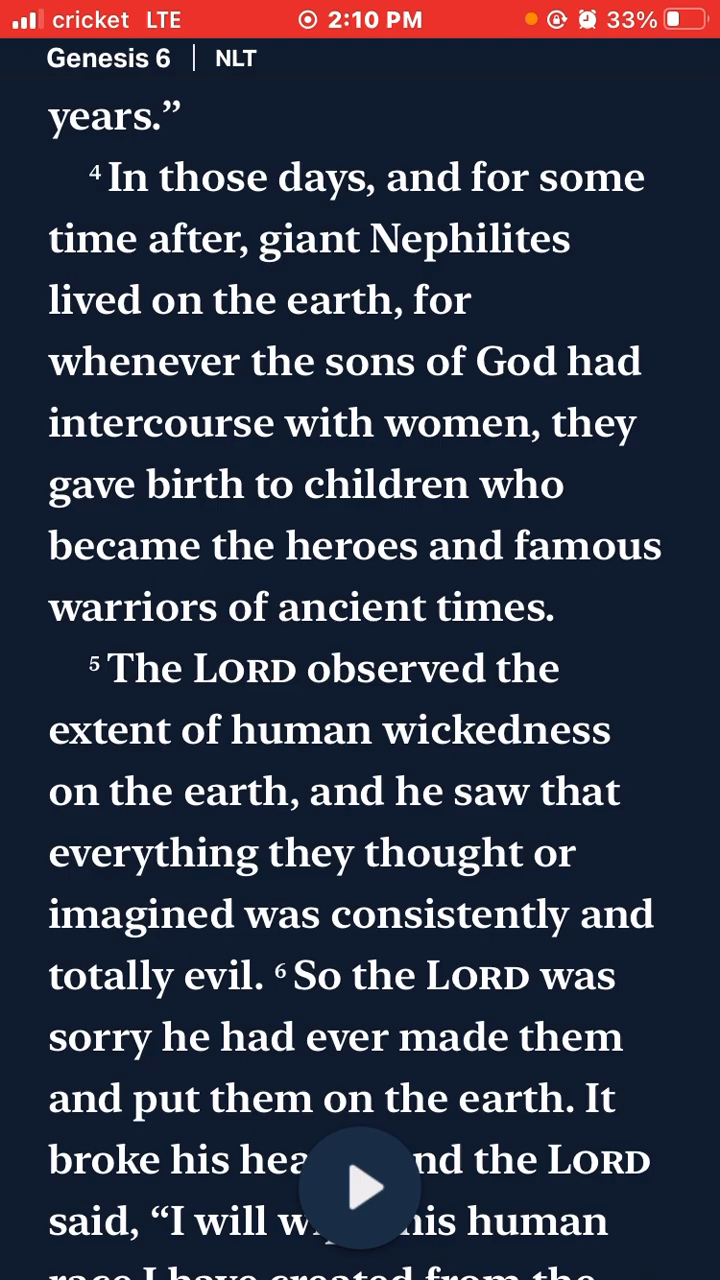 cricket LTE 2:10 PM 33%
Genesis 6 | NLT
years.”
4 In those days, and for some
time after, giant Nephilites
lived on the earth, for
whenever the sons of God had
intercourse with women, they
gave birth to children who
became the heroes and famous
warriors of ancient times.
5 The LORD observed the
extent of human wickedness
on the earth, and he saw that
everything they thought or
imagined was consistently and
totally evil. 6 So the LORD was
sorry he had ever made them
and put them on the earth. It
broke his the LORD
said, “I will human
race I have created from the